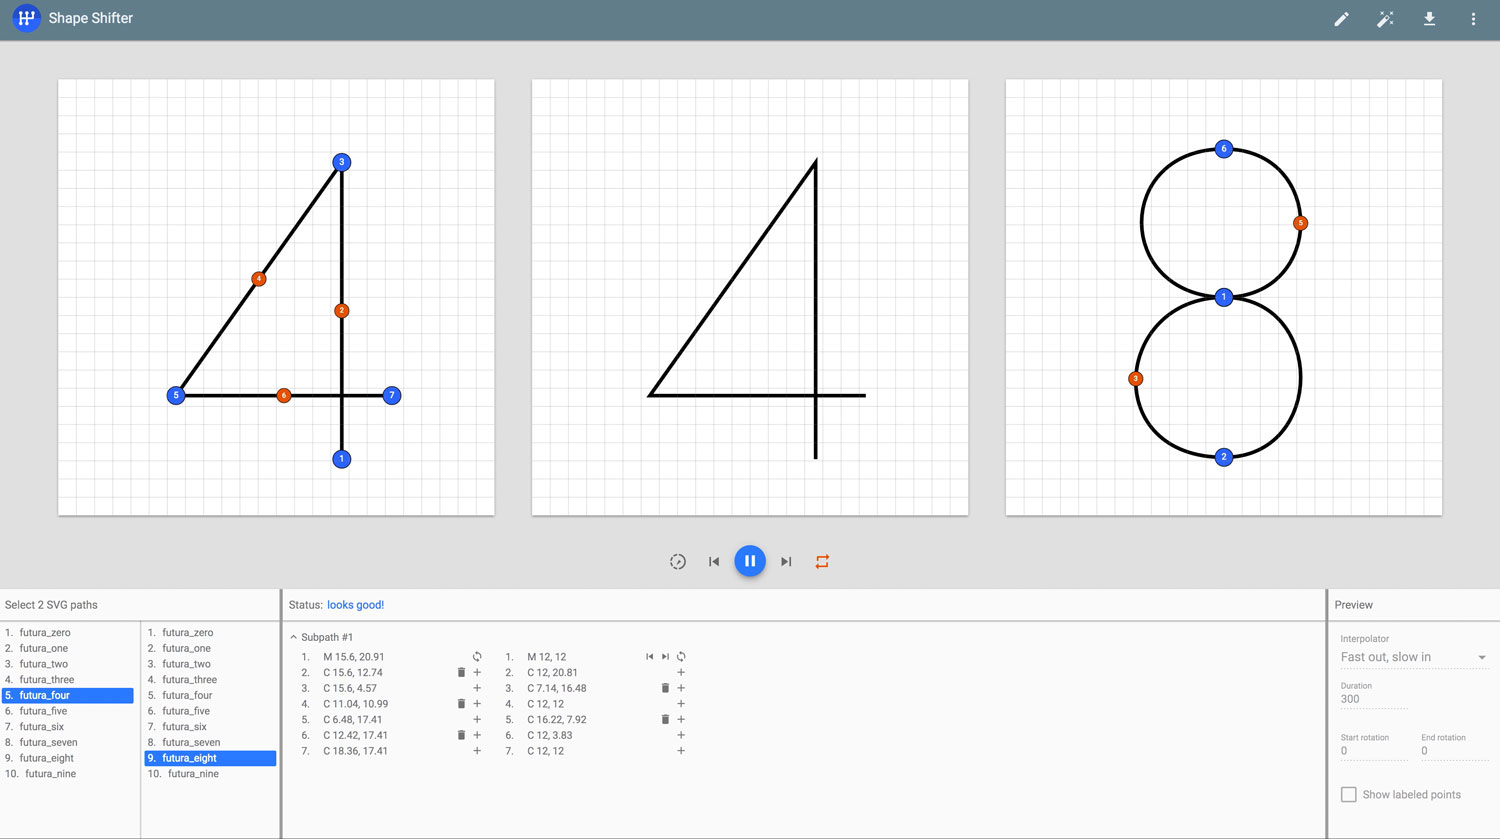 Shape Shifter
3
4
2
5
6
7
1
6
5
1
3
2
Select 2 SVG paths
1. futura_zero
2. futura_one
3. futura_two
4. futura_three
5. futura_four
6. futura_five
7. futura_six
8. futura_seven
9. futura_eight
10. futura_nine
1. futura_zero
2. futura_one
3. futura_two
4. futura_three
5. futura_four
6. futura_five
7. futura_six
8. futura_seven
9. futura_eight
10. futura_nine
Status: looks good!
Subpath #1
1. M 15.6, 20.91
2. C 15.6, 12.74
3. C 15.6, 4.57
4. C 11.04, 10.99
5. C 6.48, 17.41
6. C 12.42, 17.41
7. C 18.36, 17.41
1. M 12, 12
2. C 12, 20.81
3. C 7.14, 16.48
4. C 12, 12
5. C 16.22, 7.92
6. C 12, 3.83
7. C 12, 12
Preview
Interpolator
Fast out, slow in
Duration
300
Start rotation End rotation
0 0
Show labeled points